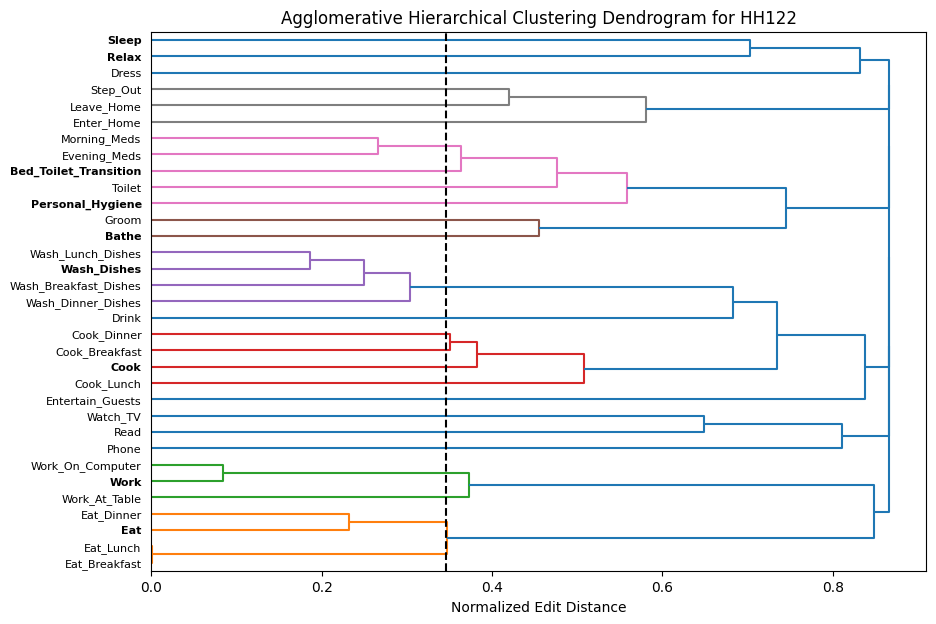 Agglomerative Hierarchical Clustering Dendrogram for HH122
Sleep
Relax
Dress
Step_Out
Leave_Home
Enter_Home
Morning_Meds
Evening_Meds
Bed_Toilet_Transition
Toilet
Personal_Hygiene
Groom
Bathe
Wash_Lunch_Dishes
Wash_Dishes
Wash_Breakfast_Dishes
Wash_Dinner_Dishes
Drink
Cook_Dinner
Cook_Breakfast
Cook
Cook_Lunch
Entertain_Guests
Watch_TV
Read
Phone
Work_On_Computer
Work
Work_At_Table
Eat_Dinner
Eat
Eat_Lunch
Eat_Breakfast
0.0 0.2 0.4 0.6 0.8
Normalized Edit Distance